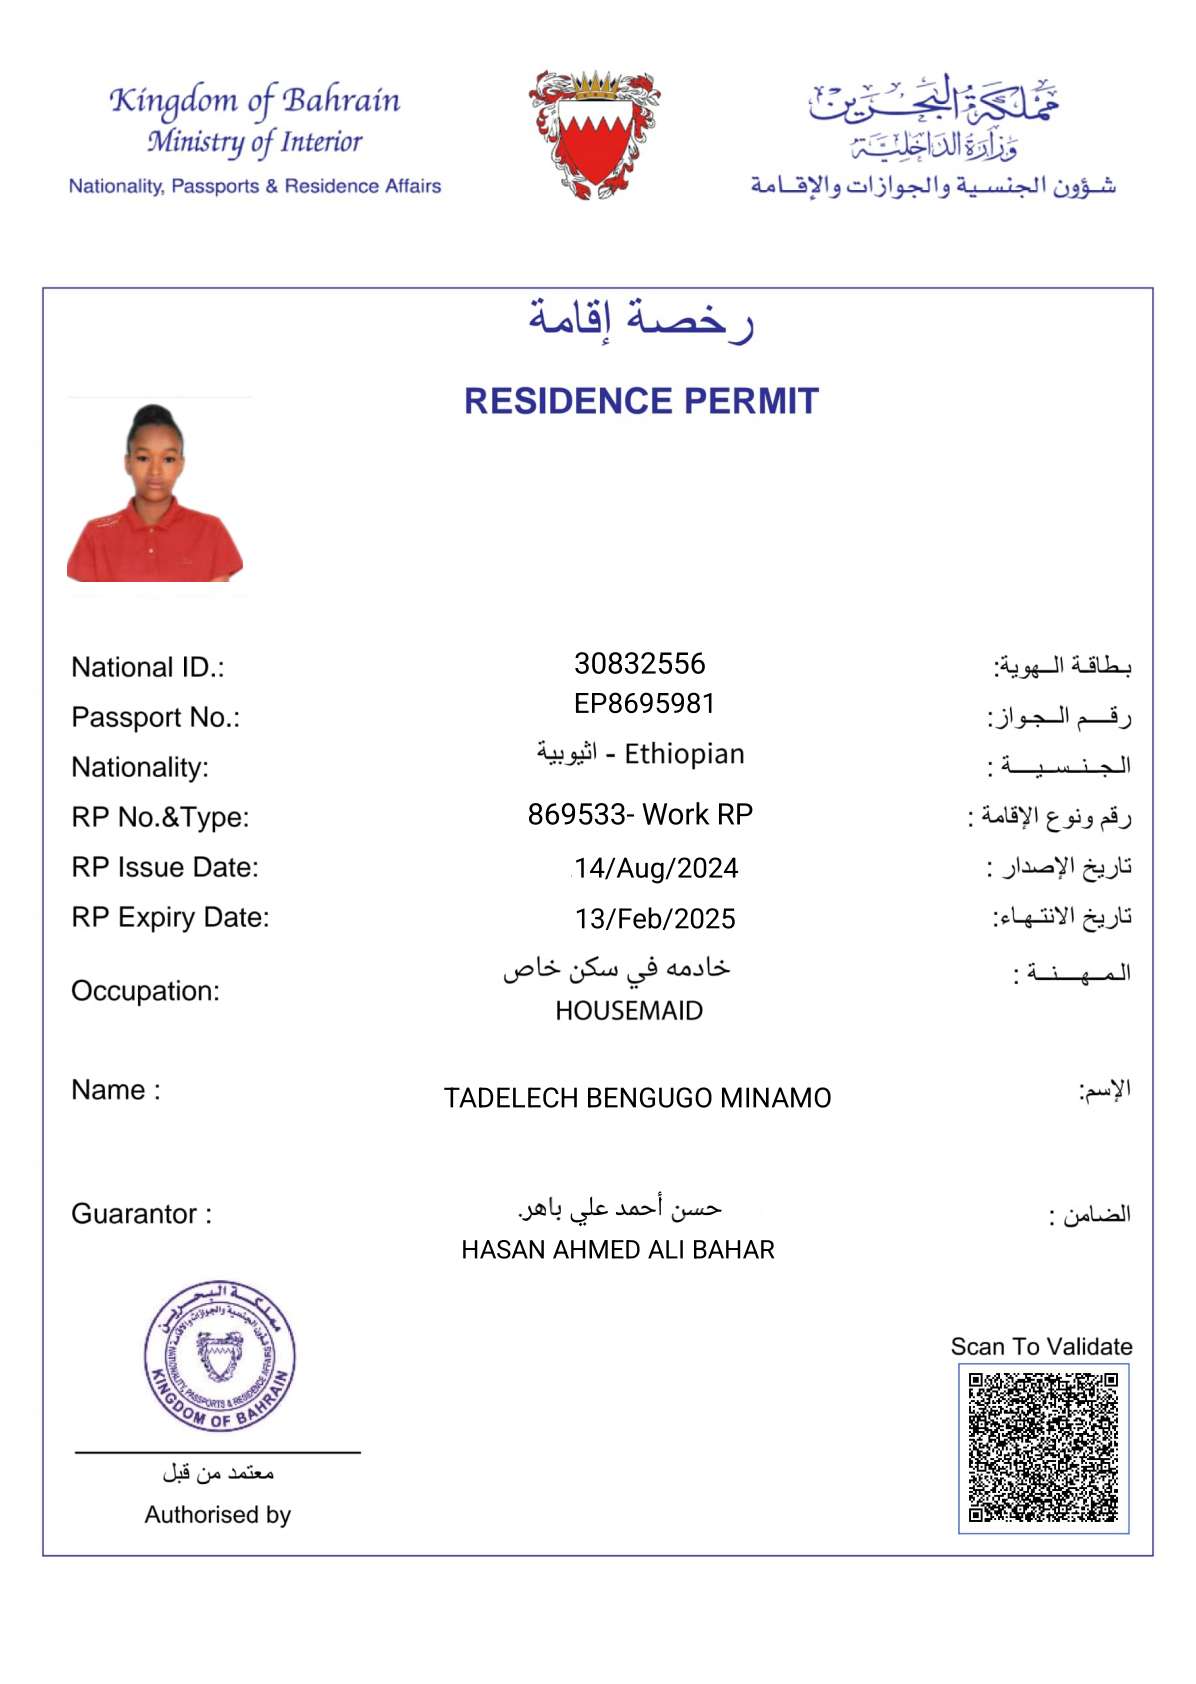 Kingdom of Bahrain
Ministry of Interior
Nationality, Passports & Residence Affairs
مملكة البحرين
وزارة الداخلية
شؤون الجنسية والجوازات والإقامة
رخصة إقامة
RESIDENCE PERMIT
National ID.: 30832556 بطاقة الهوية:
Passport No.: EP8695981 رقم الجواز:
Nationality: اثيوبية - Ethiopian الجنسية :
RP No.&Type: 869533- Work RP رقم ونوع الإقامة :
RP Issue Date: 14/Aug/2024 تاريخ الإصدار :
RP Expiry Date: 13/Feb/2025 تاريخ الانتهاء:
خادمه في سكن خاص المهنة :
Occupation:
HOUSEMAID
Name : TADELECH BENGUGO MINAMO الإسم:
Guarantor : حسن أحمد علي باهر. الضامن :
HASAN AHMED ALI BAHAR
مملكة البحرين
شؤون الجنسية والجوازات والإقامة
NATIONALITY, PASSPORTS & RESIDENCE AFFAIRS
KINGDOM OF BAHRAIN
معتمد من قبل
Authorised by
Scan To Validate